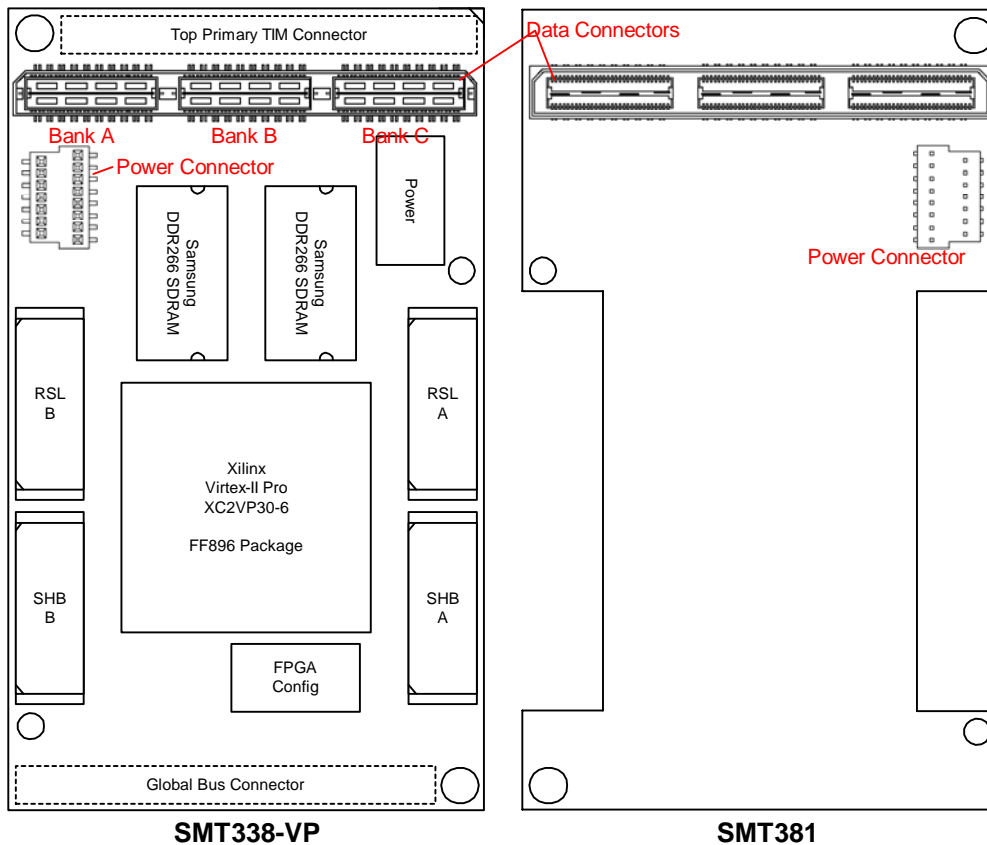 Top Primary TIM Connector
Data Connectors
Bank A
Bank B
Bank C
Power Connector
Power
Samsung
DDR266 SDRAM
Samsung
DDR266 SDRAM
Power Connector
RSL
B
RSL
A
Xilinx
Virtex-II Pro
XC2VP30-6
FF896 Package
SHB
B
SHB
A
FPGA
Config
Global Bus Connector
SMT338-VP
SMT381